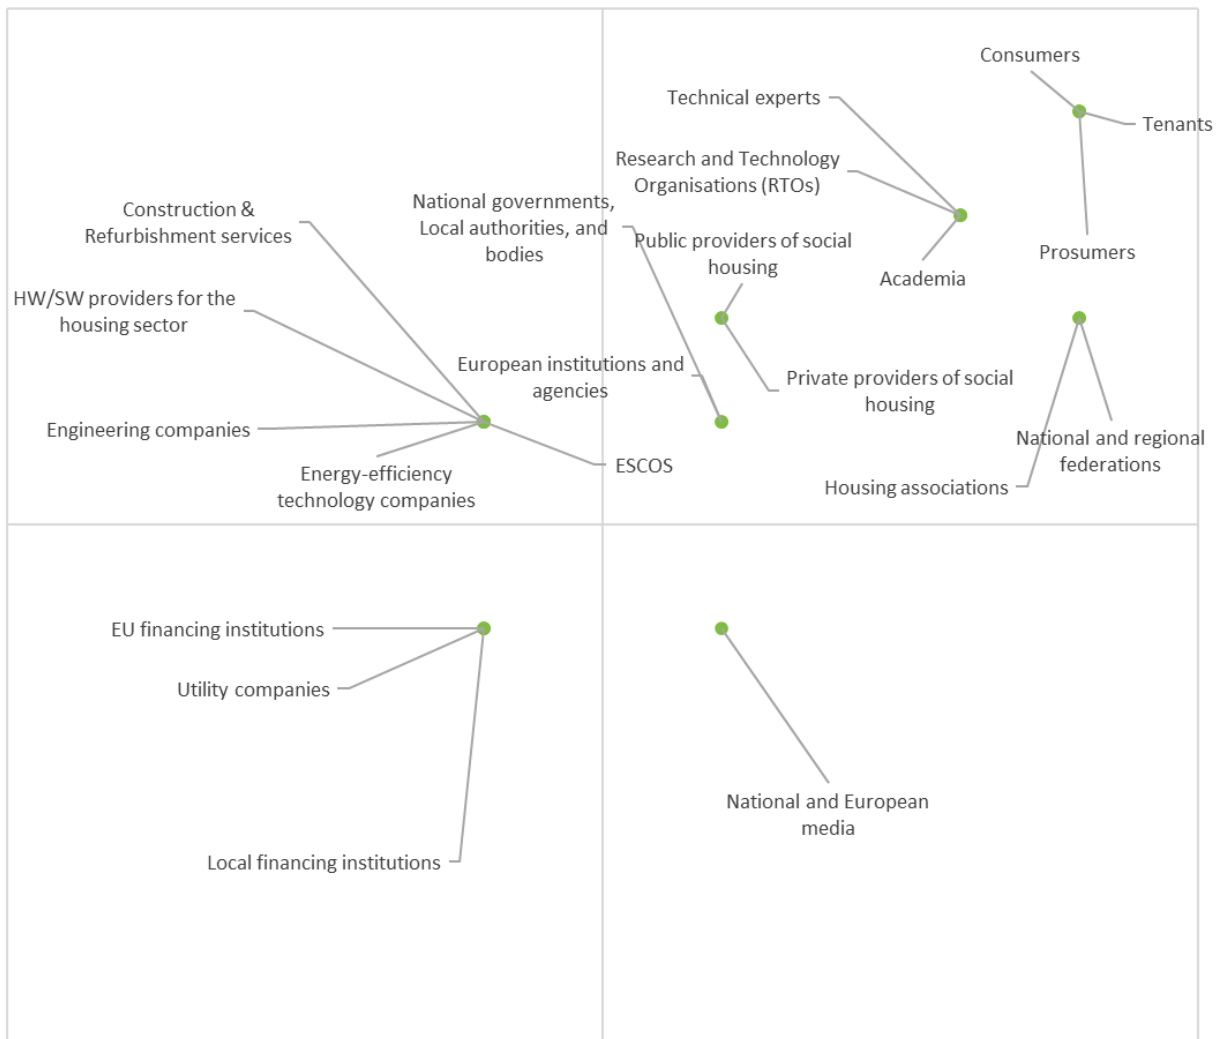 Consumers
Technical experts
Tenants
Research and Technology
Organisations (RTOs)
National governments,
Local authorities, and
bodies
Construction &
Refurbishment services
Public providers of social
housing
Prosumers
Academia
HW/SW providers for the
housing sector
European institutions and
agencies
Private providers of social
housing
Engineering companies
National and regional
federations
ESCOS
Energy-efficiency
technology companies
Housing associations
EU financing institutions
Utility companies
National and European
media
Local financing institutions